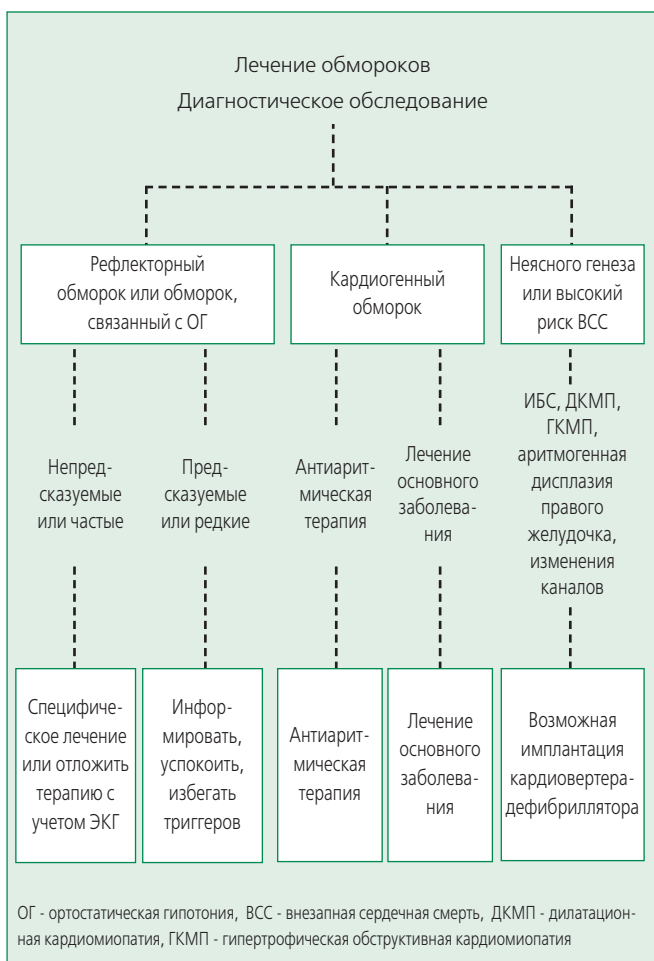 Лечение обмороков
Диагностическое обследование
Рефлекторный
обморок или обморок,
связанный с ОГ
Кардиогенный
обморок
Неясного генеза
или высокий
риск ВСС
Непред-
сказуемые
или частые
Пред-
сказуемые
или редкие
Антиарит-
мическая
терапия
Лечение
основного
заболева-
ния
ИБС, ДКМП,
ГКМП,
аритмогенная
дисплазия
правого
желудочка,
изменения
каналов
Специфиче-
ское лечение
или отложить
терапию с
учетом ЭКГ
Инфор-
мировать,
успокоить,
избегать
триггеров
Антиарит-
мическая
терапия
Лечение
основного
заболева-
ния
Возможная
имплантация
кардиовертера-
дефибриллятора
ОГ - ортостатическая гипотония, ВСС - внезапная сердечная смерть, ДКМП - дилатацион-
ная кардиомиопатия, ГКМП - гипертрофическая обструктивная кардиомиопатия